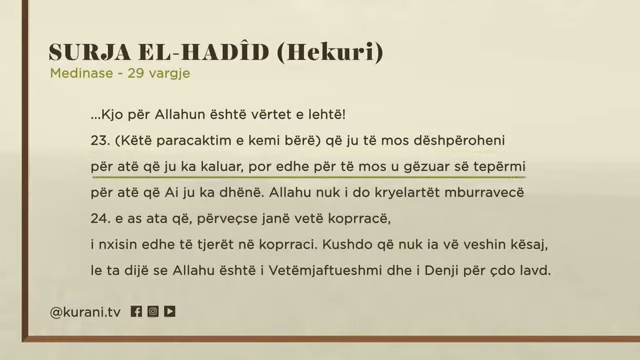 SURJA EL-HADÎD (Hekuri)
Medinase - 29 vargje
...Kjo për Allahun është vërtet e lehtë!
23. (Këtë paracaktim e kemi bërë) që ju të mos dëshpëroheni
për atë që ju ka kaluar, por edhe për të mos u gëzuar së tepërmi
për atë që Ai ju ka dhënë. Allahu nuk i do kryelartët mburravecë
24. e as ata që, përveçse janë vetë koprracë,
i nxisin edhe të tjerët në koprraci. Kushdo që nuk ia vë veshin kësaj,
le ta dijë se Allahu është i Vetëmjaftueshmi dhe i Denji për çdo lavd.
@kurani.tv